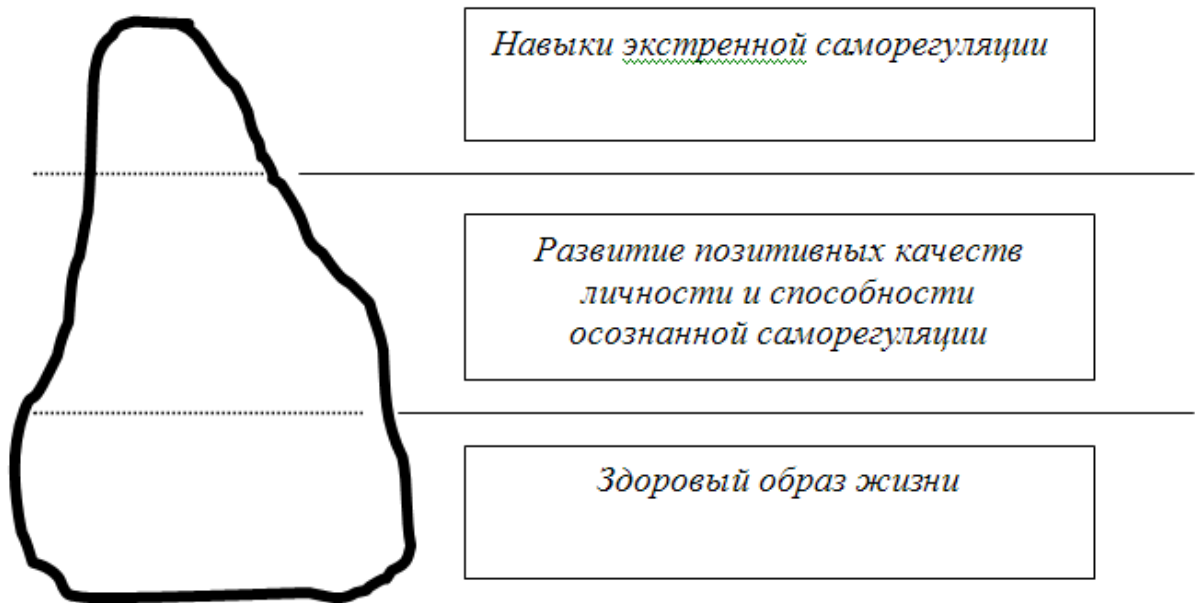 Навыки экстренной саморегуляции
Развитие позитивных качеств
личности и способности
осознанной саморегуляции
Здоровый образ жизни